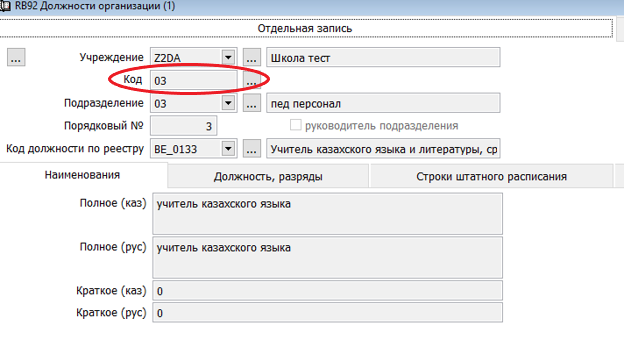 RB92 Должности организации (1)
Отдельная запись
... Учреждение Z2DA ... Школа тест
Код 03 ...
Подразделение 03 ... пед персонал
Порядковый № 3 руководитель подразделения
Код должности по реестру BE_0133 ... Учитель казахского языка и литературы, ср
Наименования Должность, разряды Строки штатного расписания
Полное (каз) учитель казахского языка
Полное (рус) учитель казахского языка
Краткое (каз) 0
Краткое (рус) 0